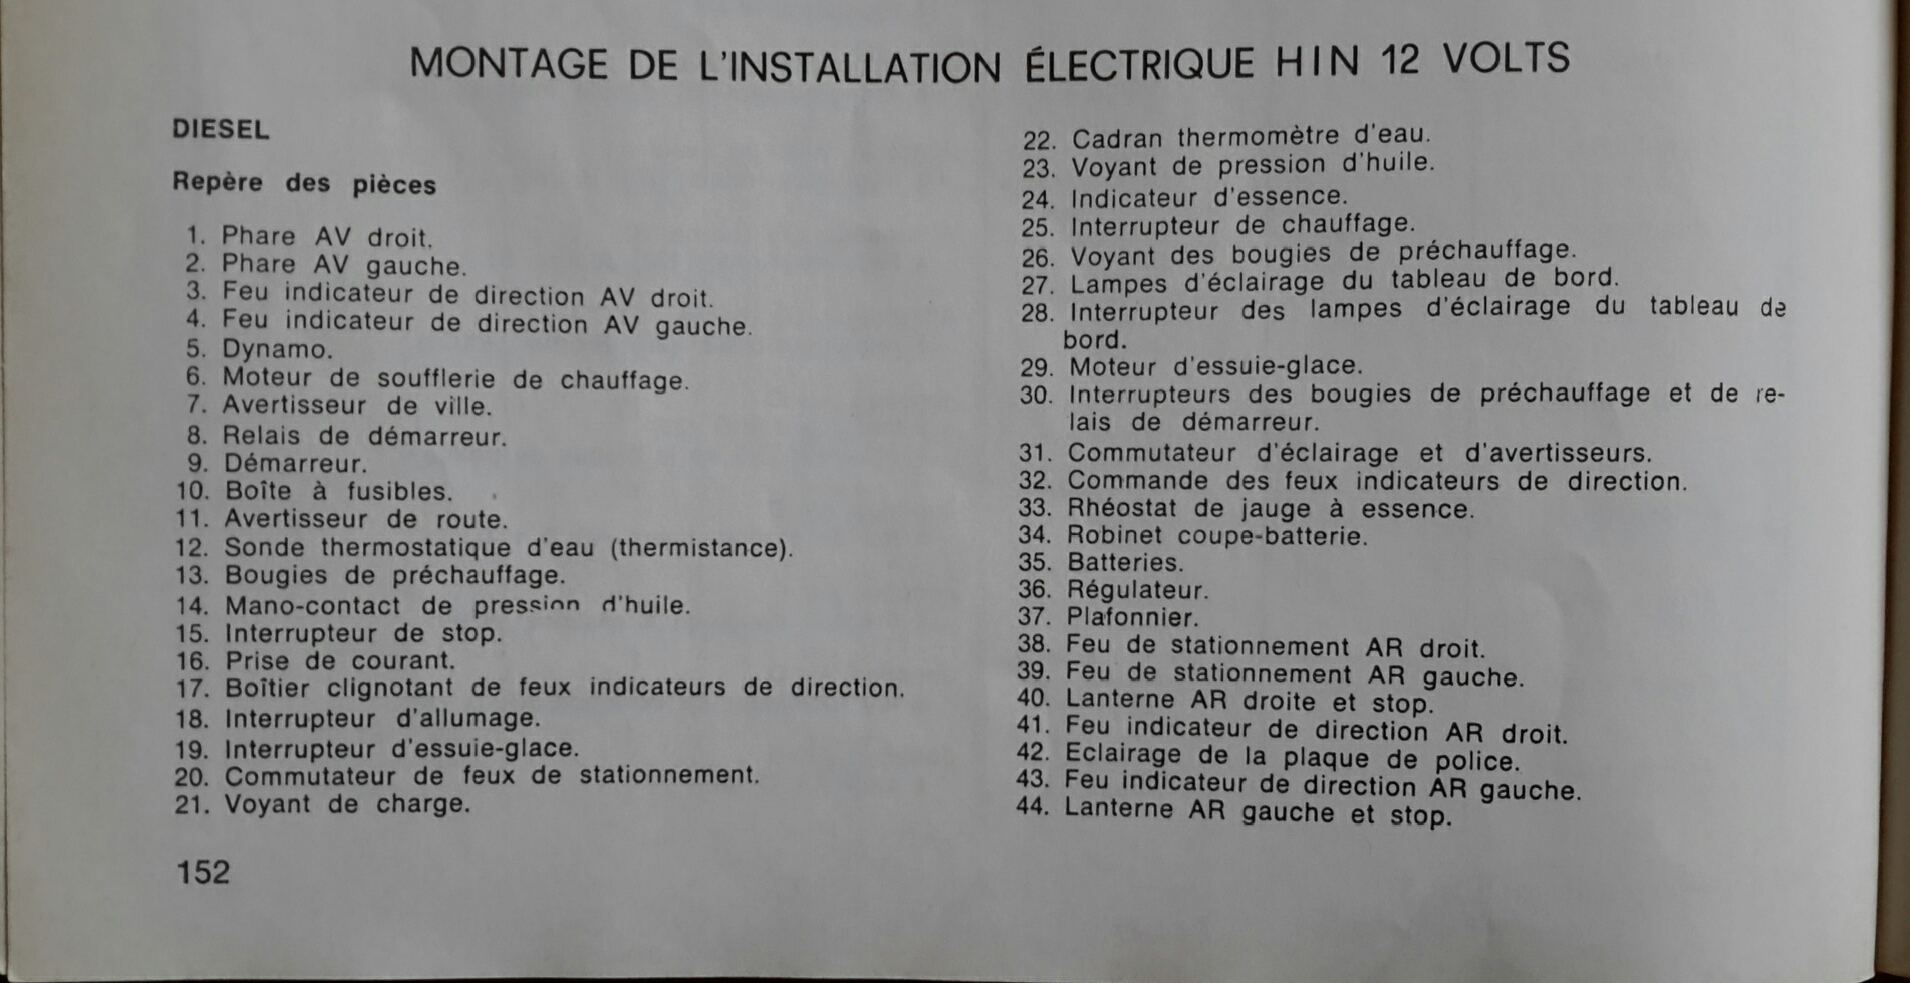 MONTAGE DE L'INSTALLATION ÉLECTRIQUE HIN 12 VOLTS
DIESEL
Repère des pièces
1. Phare AV droit.
2. Phare AV gauche.
3. Feu indicateur de direction AV droit.
4. Feu indicateur de direction AV gauche.
5. Dynamo.
6. Moteur de soufflerie de chauffage.
7. Avertisseur de ville.
8. Relais de démarreur.
9. Démarreur.
10. Boîte à fusibles.
11. Avertisseur de route.
12. Sonde thermostatique d'eau (thermistance).
13. Bougies de préchauffage.
14. Mano-contact de pression d'huile.
15. Interrupteur de stop.
16. Prise de courant.
17. Boîtier clignotant de feux indicateurs de direction.
18. Interrupteur d'allumage.
19. Interrupteur d'essuie-glace.
20. Commutateur de feux de stationnement.
21. Voyant de charge.
22. Cadran thermomètre d'eau.
23. Voyant de pression d'huile.
24. Indicateur d'essence.
25. Interrupteur de chauffage.
26. Voyant des bougies de préchauffage.
27. Lampes d'éclairage du tableau de bord.
28. Interrupteur des lampes d'éclairage du tableau de
bord.
29. Moteur d'essuie-glace.
30. Interrupteurs des bougies de préchauffage et de re-
lais de démarreur.
31. Commutateur d'éclairage et d'avertisseurs.
32. Commande des feux indicateurs de direction.
33. Rhéostat de jauge à essence.
34. Robinet coupe-batterie.
35. Batteries.
36. Régulateur.
37. Plafonnier.
38. Feu de stationnement AR droit.
39. Feu de stationnement AR gauche.
40. Lanterne AR droite et stop.
41. Feu indicateur de direction AR droit.
42. Eclairage de la plaque de police.
43. Feu indicateur de direction AR gauche.
44. Lanterne AR gauche et stop.
152